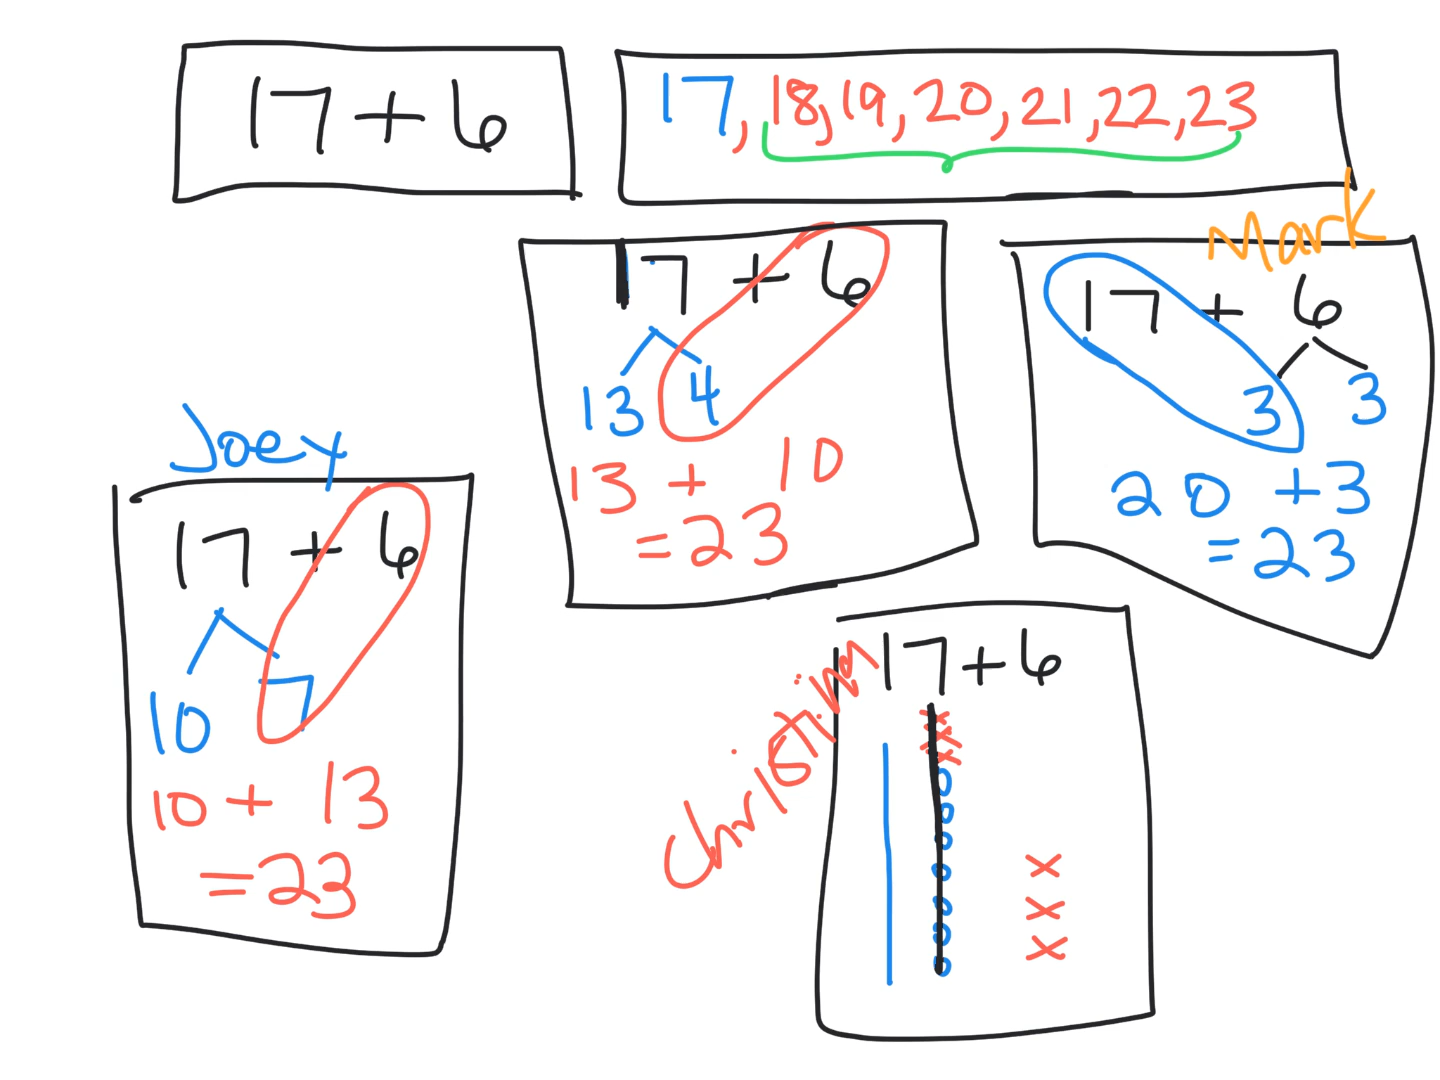 17 + 6
17, 18, 19, 20, 21, 22, 23
17 + 6
13 4
13 + 10
= 23
Mark
17 + 6
3 3
20 + 3
= 23
Joey
17 + 6
10 7
10 + 13
= 23
Christina
17 + 6
x x x
x x x